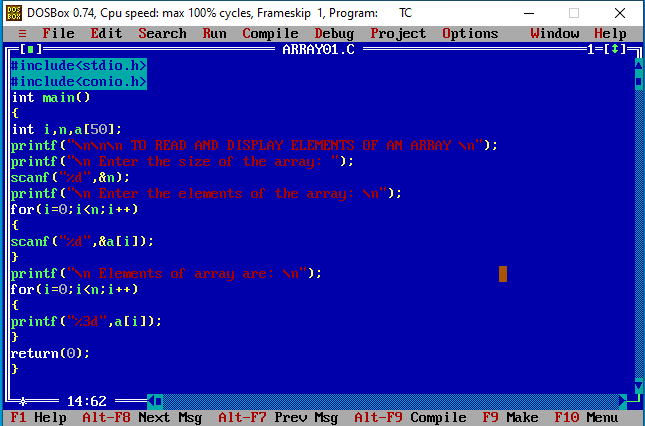 DOSBox 0.74, Cpu speed: max 100% cycles, Frameskip 1, Program: TC
≡ File Edit Search Run Compile Debug Project Options Window Help
[■] ARRAY01.C 1=[↕]
#include<stdio.h>
#include<conio.h>
int main()
{
int i,n,a[50];
printf("\n\n\n TO READ AND DISPLAY ELEMENTS OF AN ARRAY \n");
printf("\n Enter the size of the array: ");
scanf("%d",&n);
printf("\n Enter the elements of the array: \n");
for(i=0;i<n;i++)
{
scanf("%d",&a[i]);
}
printf("\n Elements of array are: \n");
for(i=0;i<n;i++)
{
printf("%3d",a[i]);
}
return(0);
}
* 14:62
F1 Help Alt-F8 Next Msg Alt-F7 Prev Msg Alt-F9 Compile F9 Make F10 Menu